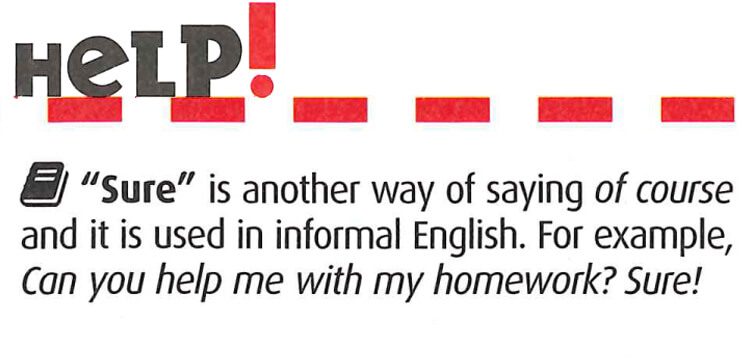 HeLP!
“Sure” is another way of saying of course
and it is used in informal English. For example,
Can you help me with my homework? Sure!